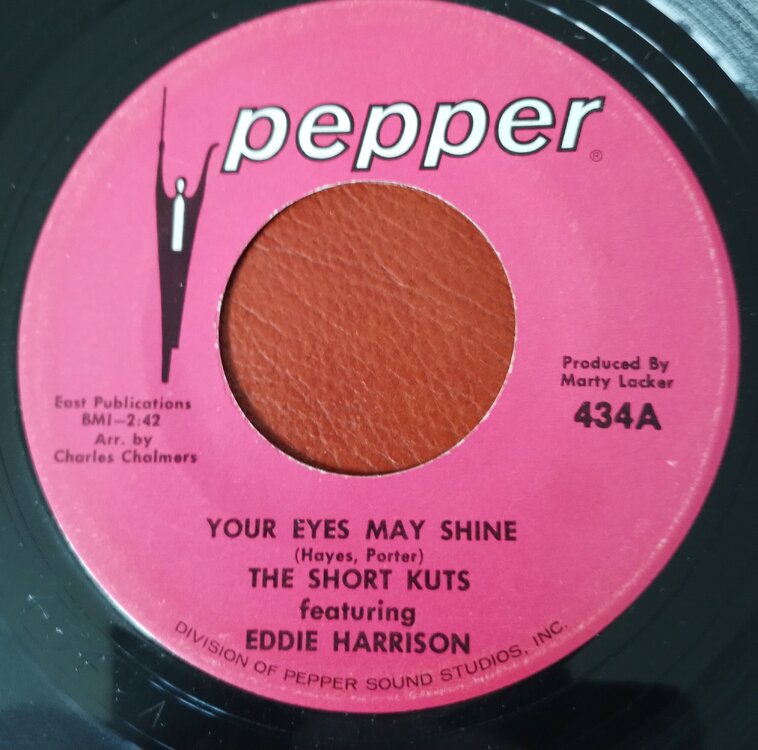 pepper®
Produced By
Marty Lacker
434A
East Publications
BMI—2:42
Arr. by
Charles Chalmers
YOUR EYES MAY SHINE
(Hayes, Porter)
THE SHORT KUTS
featuring
EDDIE HARRISON
DIVISION OF PEPPER SOUND STUDIOS, INC.